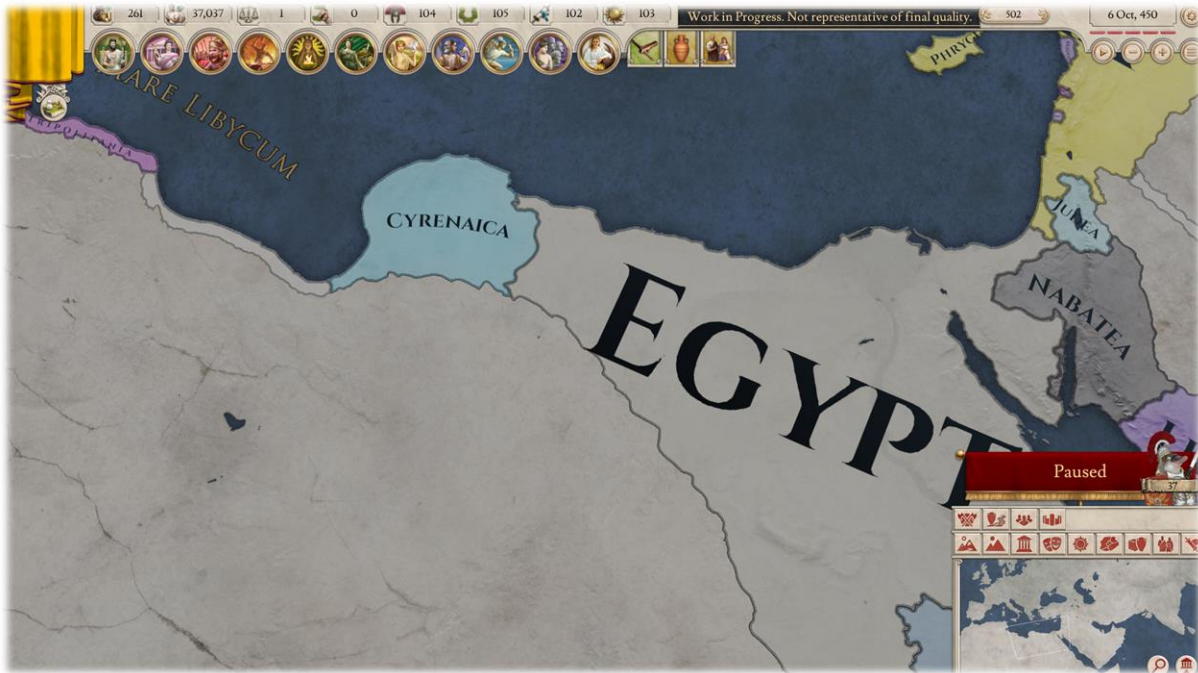 261 37,037 1 0 104 105 102 103 Work in Progress. Not representative of final quality. 502 6 Oct, 450
PHRYG
MARE LIBYCUM
TRIPOLITANIA
CYRENAICA
JUDEA
EGYPT
NABATEA
Paused
37